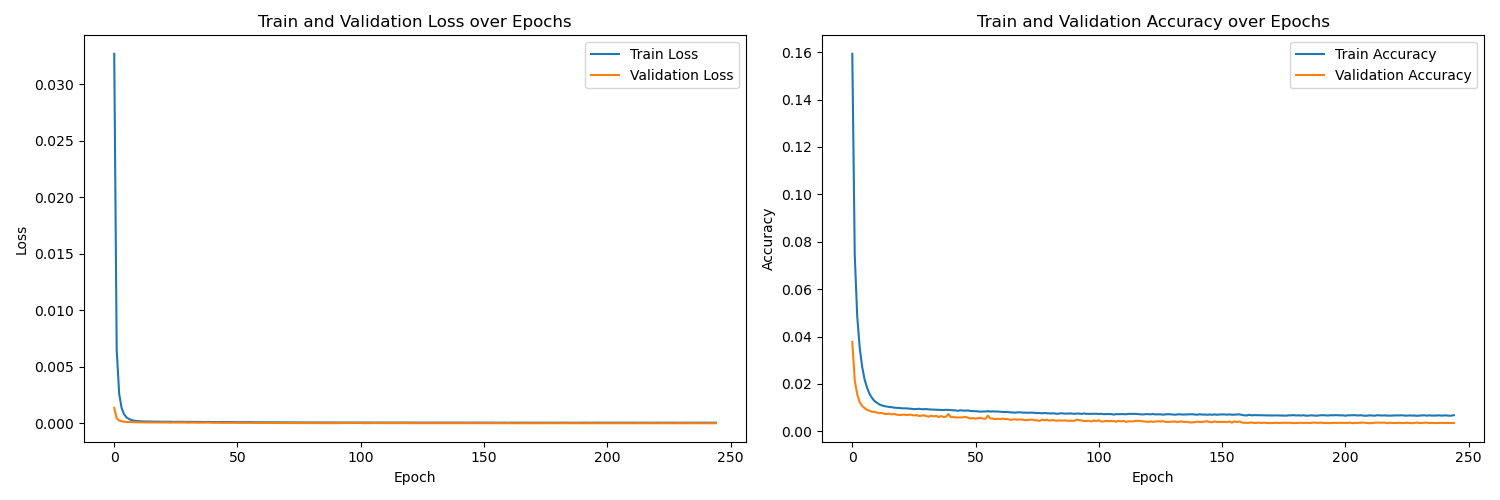 Train and Validation Loss over Epochs
Train Loss
Validation Loss
0.030
0.025
0.020
0.015
0.010
0.005
0.000
Loss
0
50
100
150
200
250
Epoch
Train and Validation Accuracy over Epochs
Train Accuracy
Validation Accuracy
0.16
0.14
0.12
0.10
0.08
0.06
0.04
0.02
0.00
Accuracy
0
50
100
150
200
250
Epoch